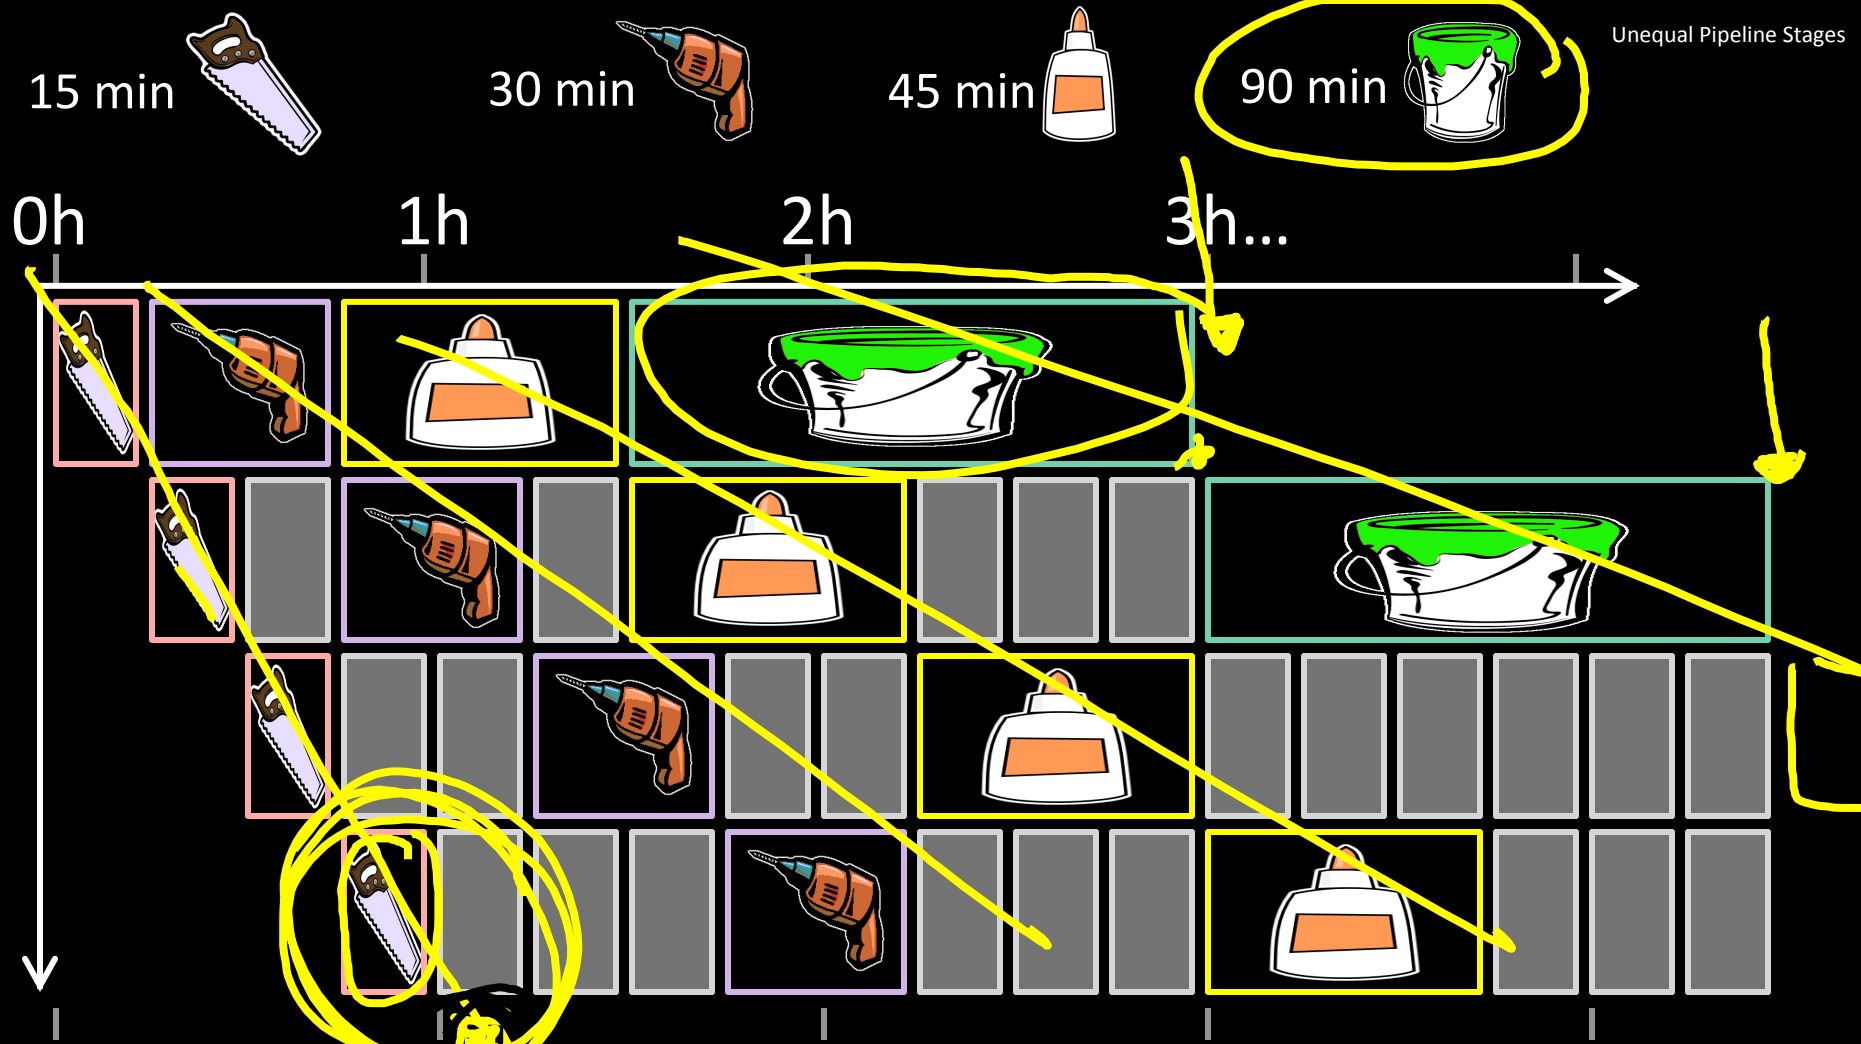 Unequal Pipeline Stages
15 min
30 min
45 min
90 min
0h
1h
2h
3h...